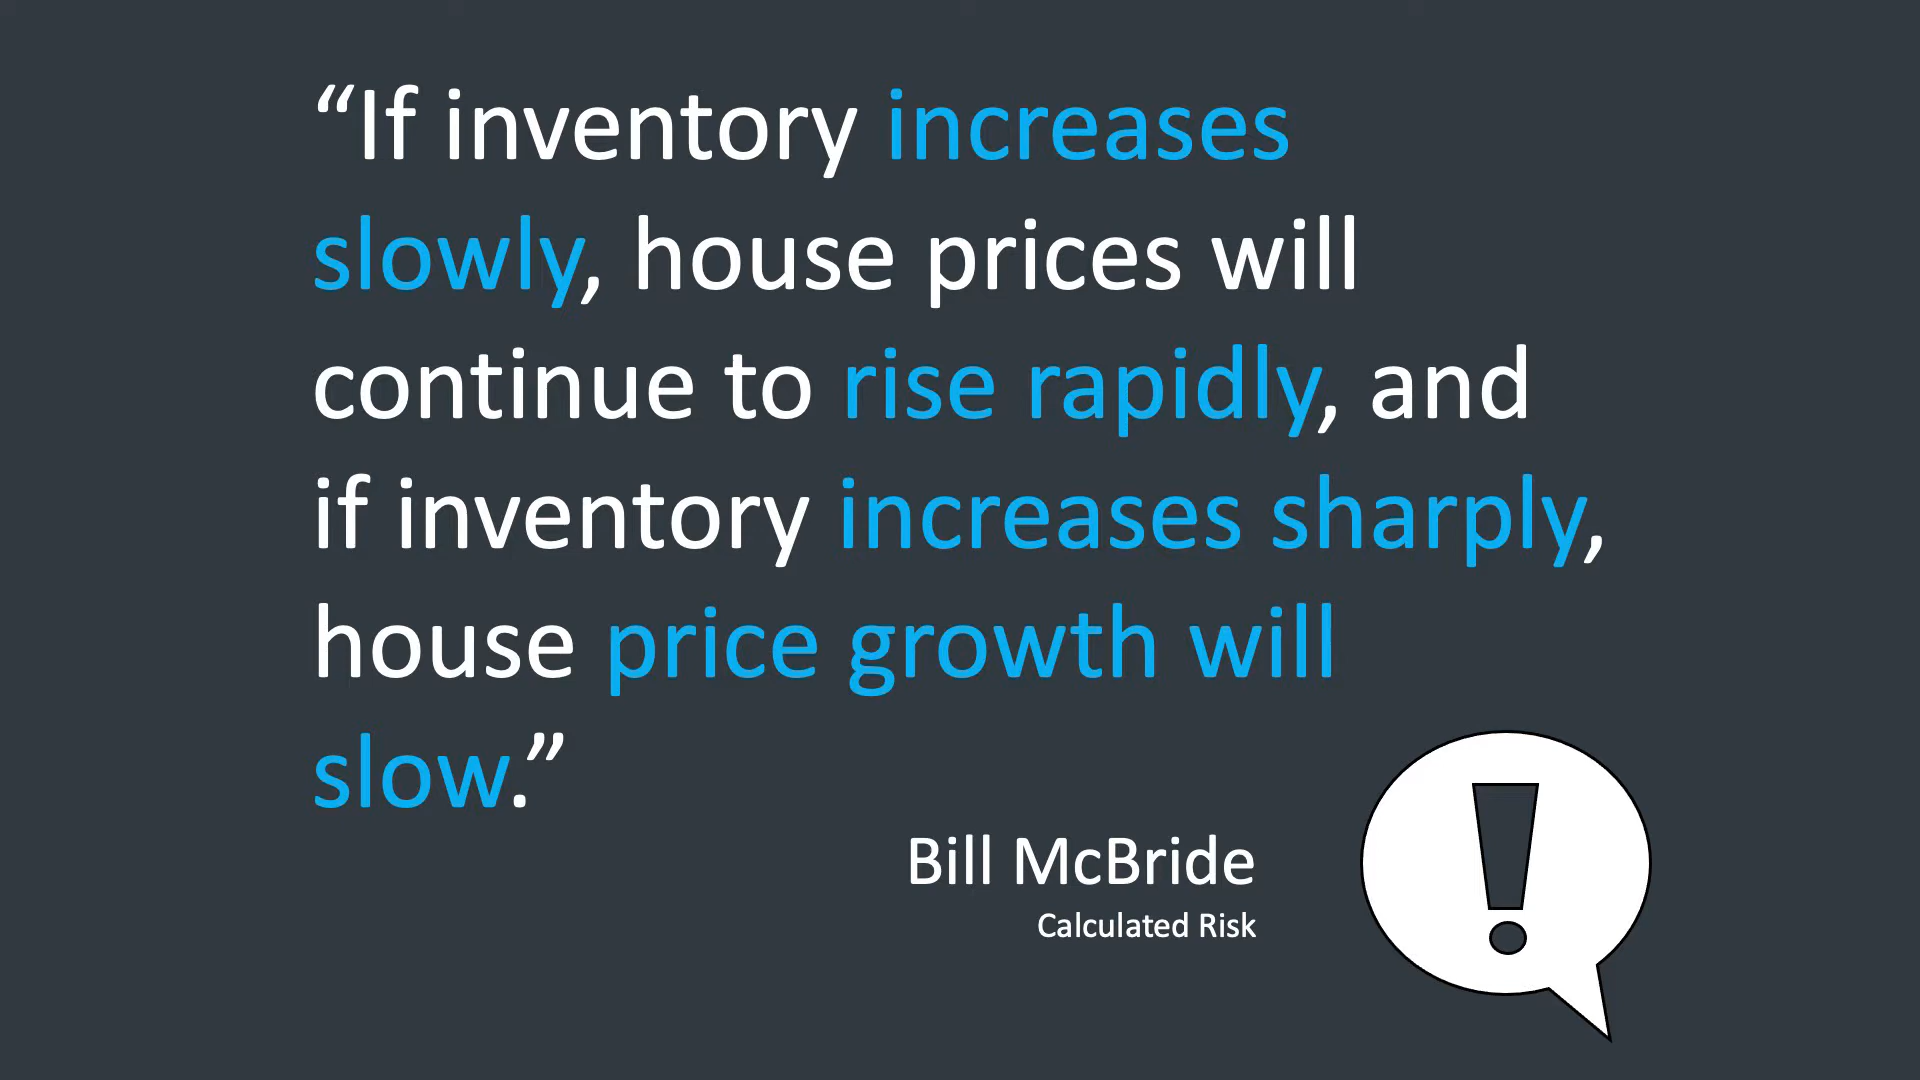 “If inventory increases
slowly, house prices will
continue to rise rapidly, and
if inventory increases sharply,
house price growth will
slow.”
Bill McBride
Calculated Risk
!